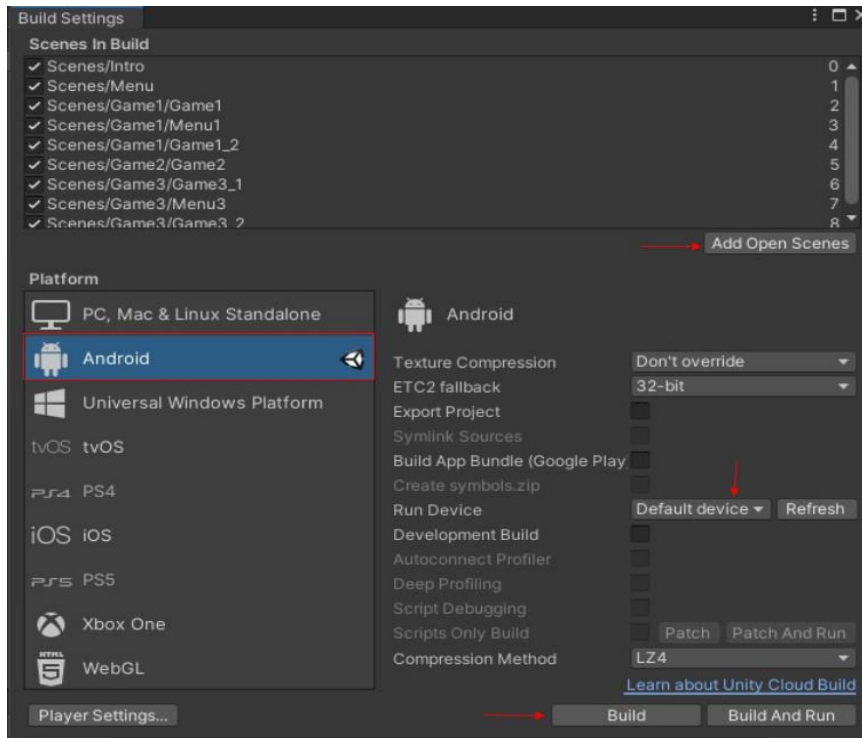 Build Settings
Scenes In Build
Scenes/Intro 0
Scenes/Menu 1
Scenes/Game1/Game1 2
Scenes/Game1/Menu1 3
Scenes/Game1/Game1_2 4
Scenes/Game2/Game2 5
Scenes/Game3/Game3_1 6
Scenes/Game3/Menu3 7
Scenes/Game3/Game3_2 8
Add Open Scenes
Platform
PC, Mac & Linux Standalone
Android
Universal Windows Platform
tvOS tvOS
PS4 PS4
iOS iOS
PS5 PS5
Xbox One
HTML 5 WebGL
Android
Texture Compression Don't override
ETC2 fallback 32-bit
Export Project
Symlink Sources
Build App Bundle (Google Play)
Create symbols.zip
Run Device Default device Refresh
Development Build
Autoconnect Profiler
Deep Profiling
Script Debugging
Scripts Only Build Patch Patch And Run
Compression Method LZ4
Learn about Unity Cloud Build
Player Settings... Build Build And Run